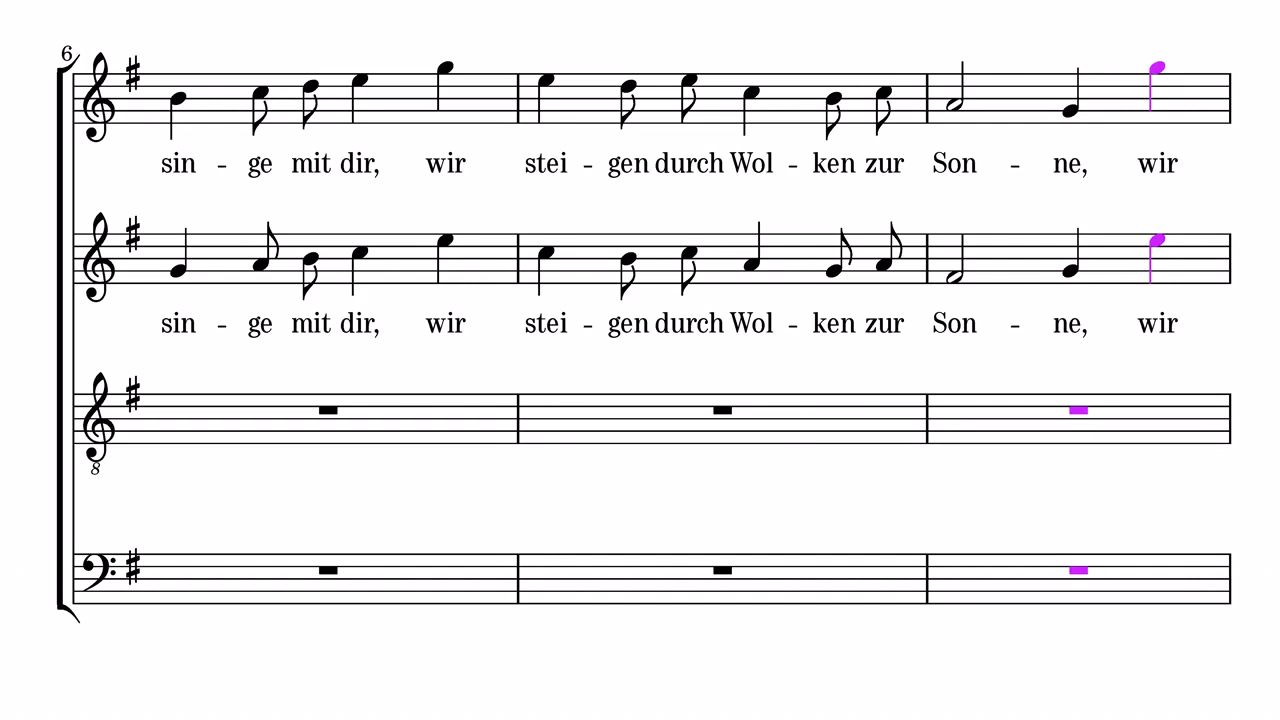 6
sin - ge mit dir, wir stei - gen durch Wol - ken zur Son - ne, wir
sin - ge mit dir, wir stei - gen durch Wol - ken zur Son - ne, wir
8